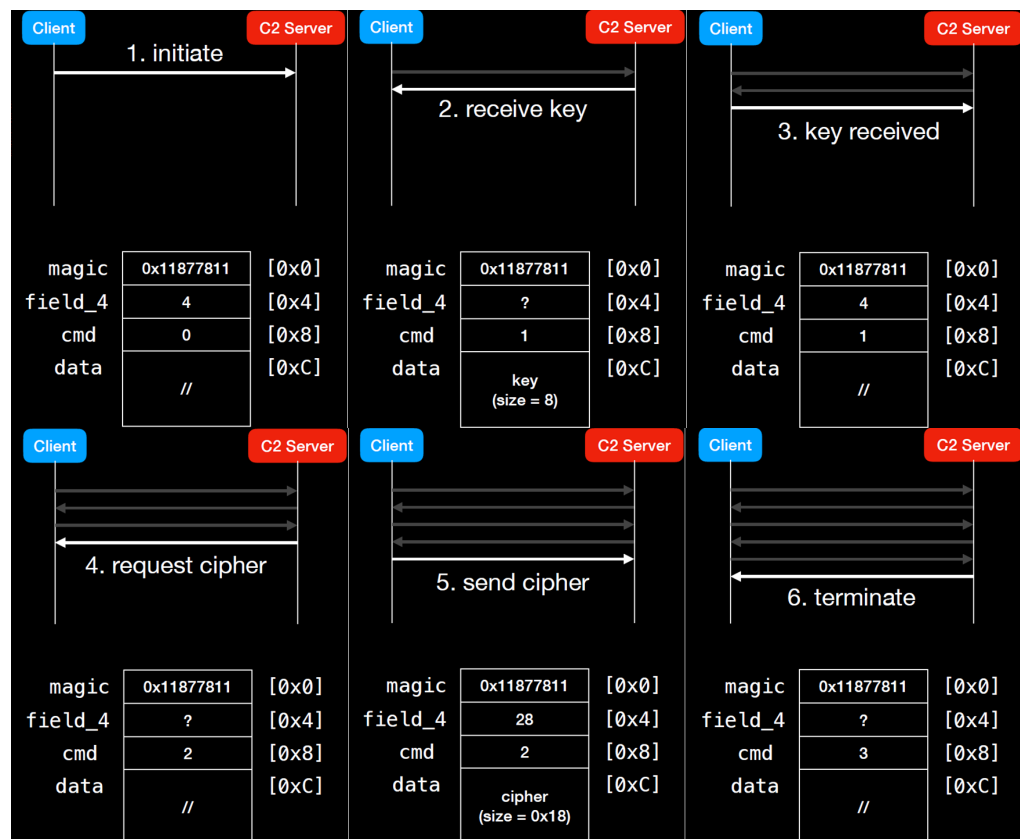 Client C2 Server
1. initiate
magic 0x11877811 [0x0]
field_4 4 [0x4]
cmd 0 [0x8]
data // [0xC]
Client C2 Server
2. receive key
magic 0x11877811 [0x0]
field_4 ? [0x4]
cmd 1 [0x8]
data [0xC]
key
(size = 8)
Client C2 Server
3. key received
magic 0x11877811 [0x0]
field_4 4 [0x4]
cmd 1 [0x8]
data // [0xC]
Client C2 Server
4. request cipher
magic 0x11877811 [0x0]
field_4 ? [0x4]
cmd 2 [0x8]
data // [0xC]
Client C2 Server
5. send cipher
magic 0x11877811 [0x0]
field_4 28 [0x4]
cmd 2 [0x8]
data [0xC]
cipher
(size = 0x18)
Client C2 Server
6. terminate
magic 0x11877811 [0x0]
field_4 ? [0x4]
cmd 3 [0x8]
data // [0xC]